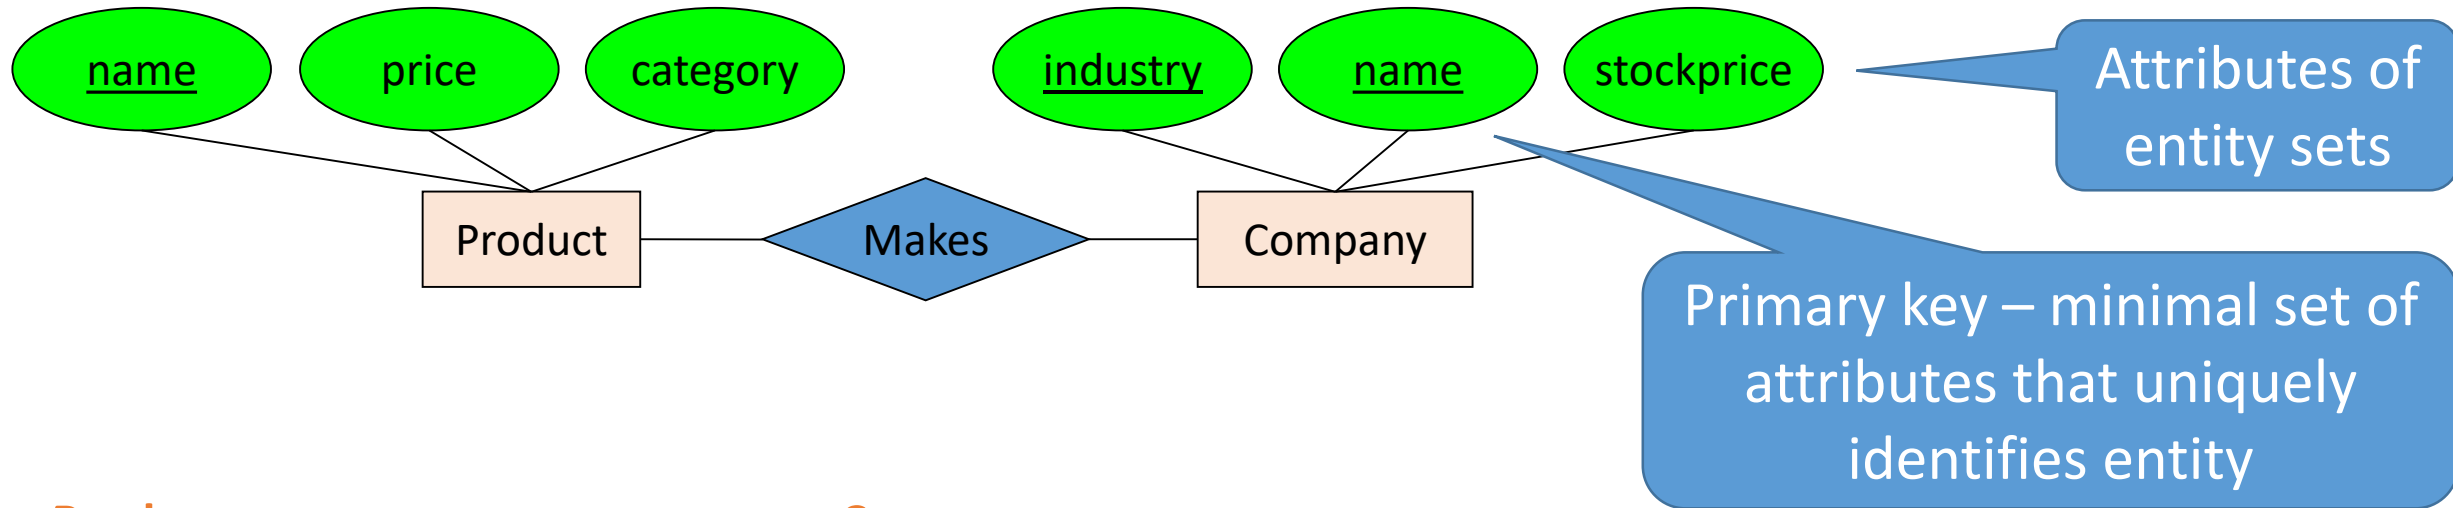 name price category industry name stockprice
Attributes of
entity sets
Product Makes Company
Primary key – minimal set of
attributes that uniquely
identifies entity